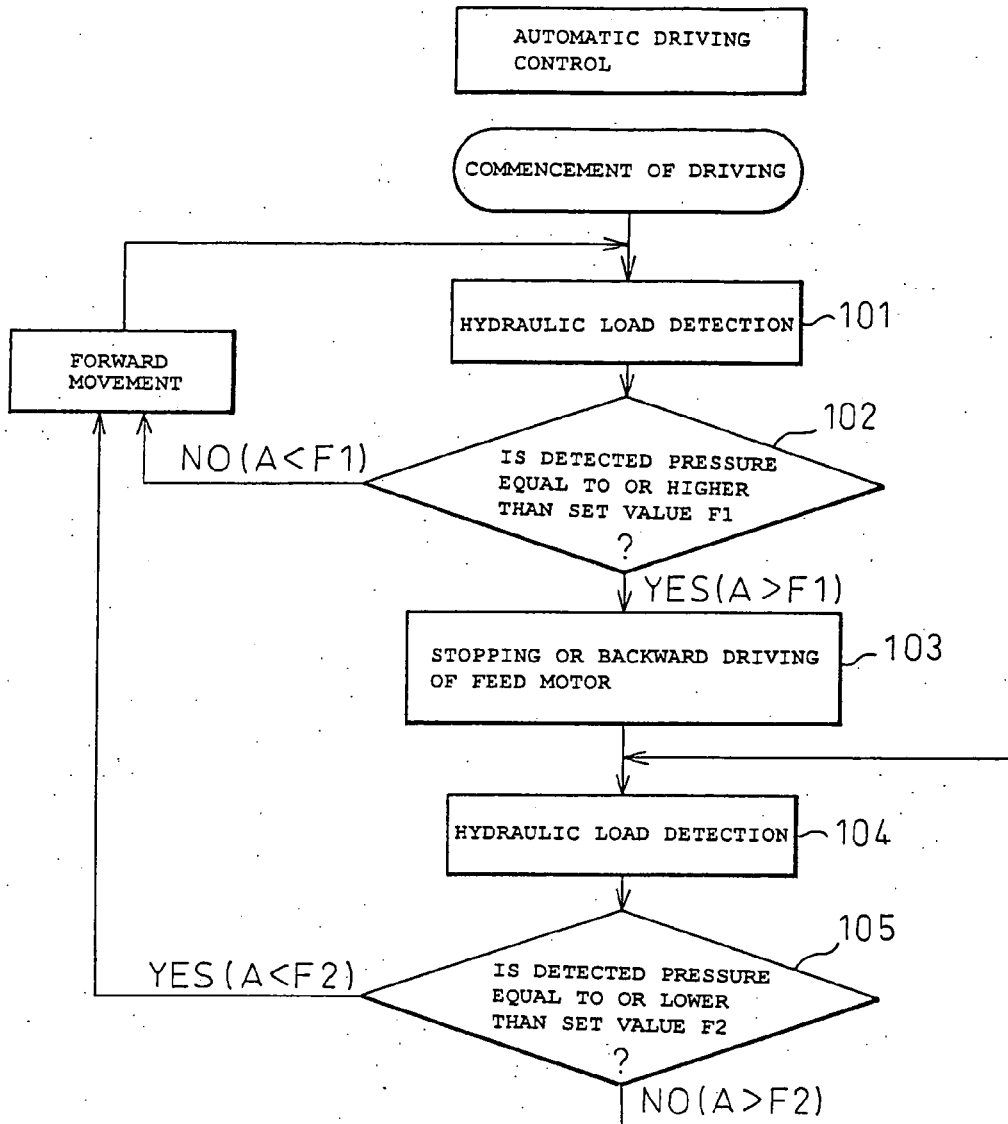 AUTOMATIC DRIVING
CONTROL
COMMENCEMENT OF DRIVING
HYDRAULIC LOAD DETECTION
101
FORWARD
MOVEMENT
102
NO(A<F1)
IS DETECTED PRESSURE
EQUAL TO OR HIGHER
THAN SET VALUE F1
?
YES(A>F1)
STOPPING OR BACKWARD DRIVING
OF FEED MOTOR
103
HYDRAULIC LOAD DETECTION
104
105
YES(A<F2)
IS DETECTED PRESSURE
EQUAL TO OR LOWER
THAN SET VALUE F2
?
NO(A>F2)